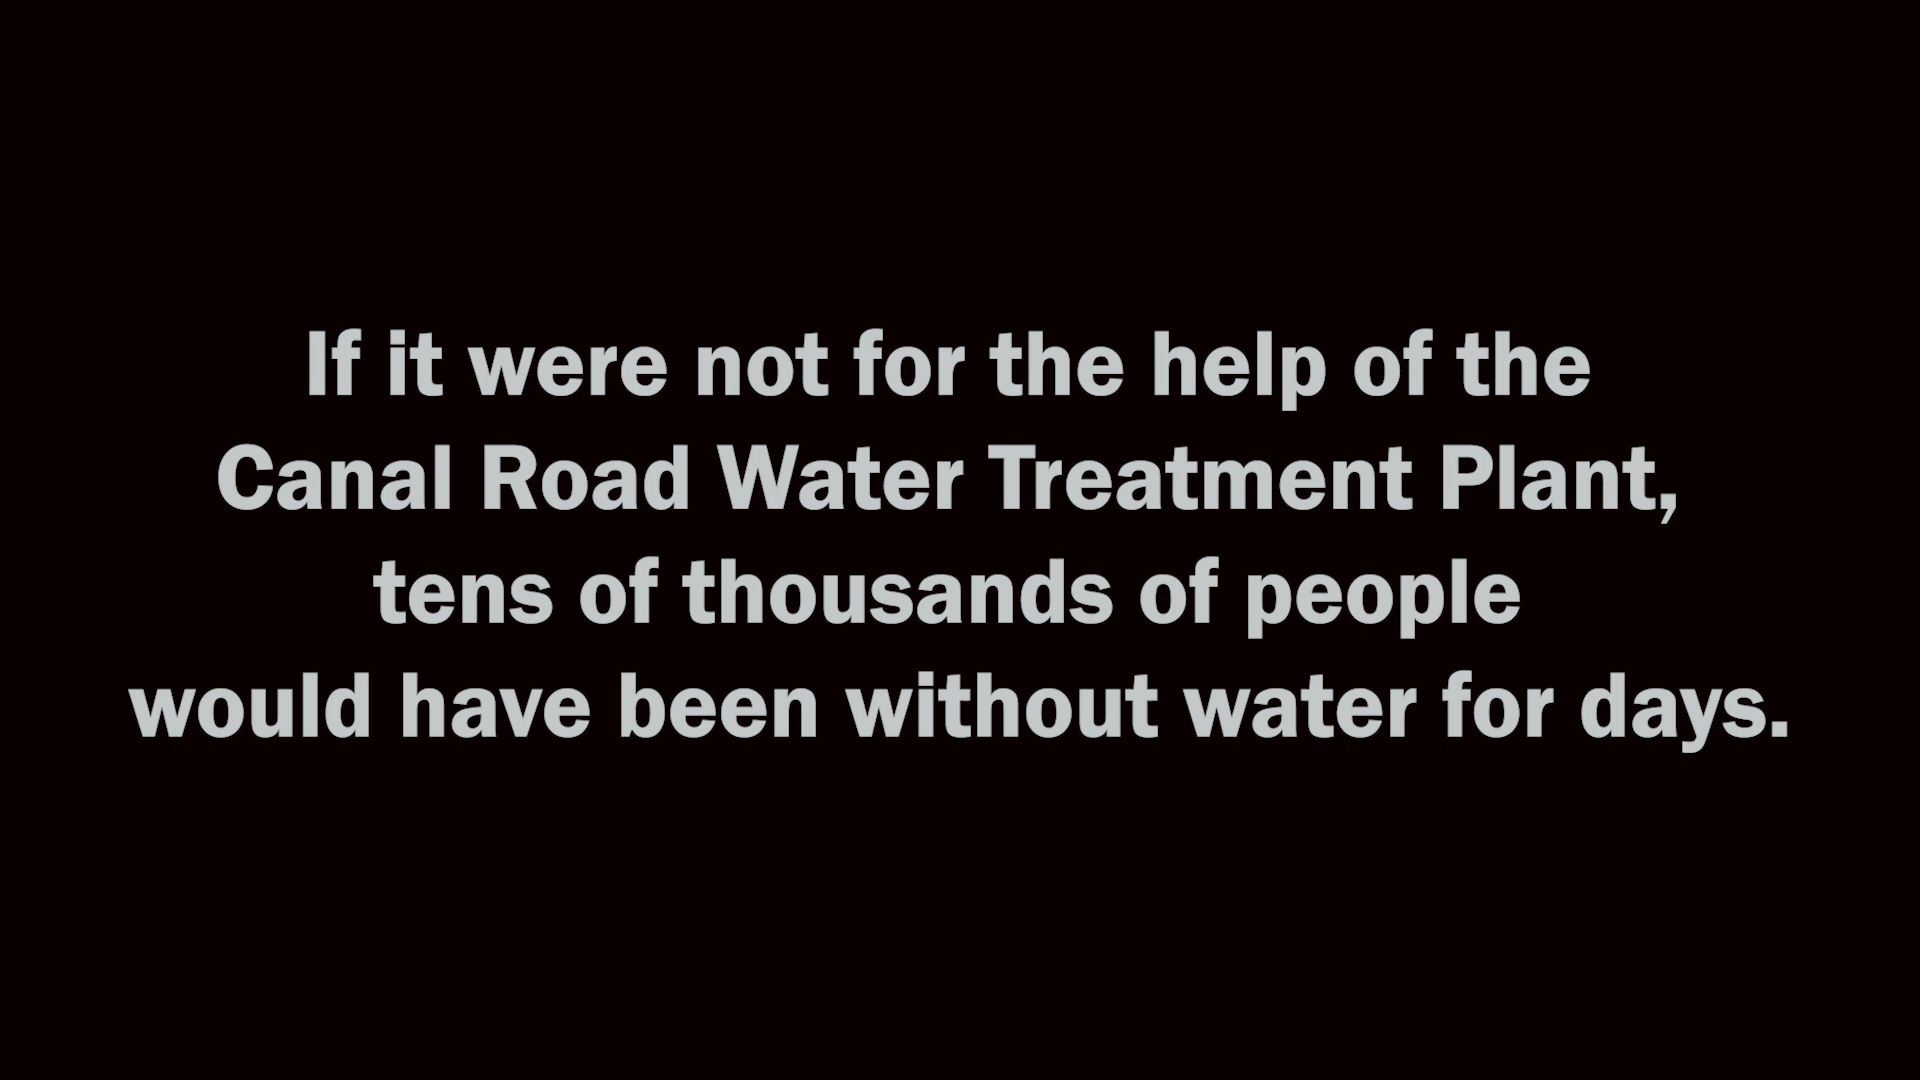 If it were not for the help of the
Canal Road Water Treatment Plant,
tens of thousands of people
would have been without water for days.